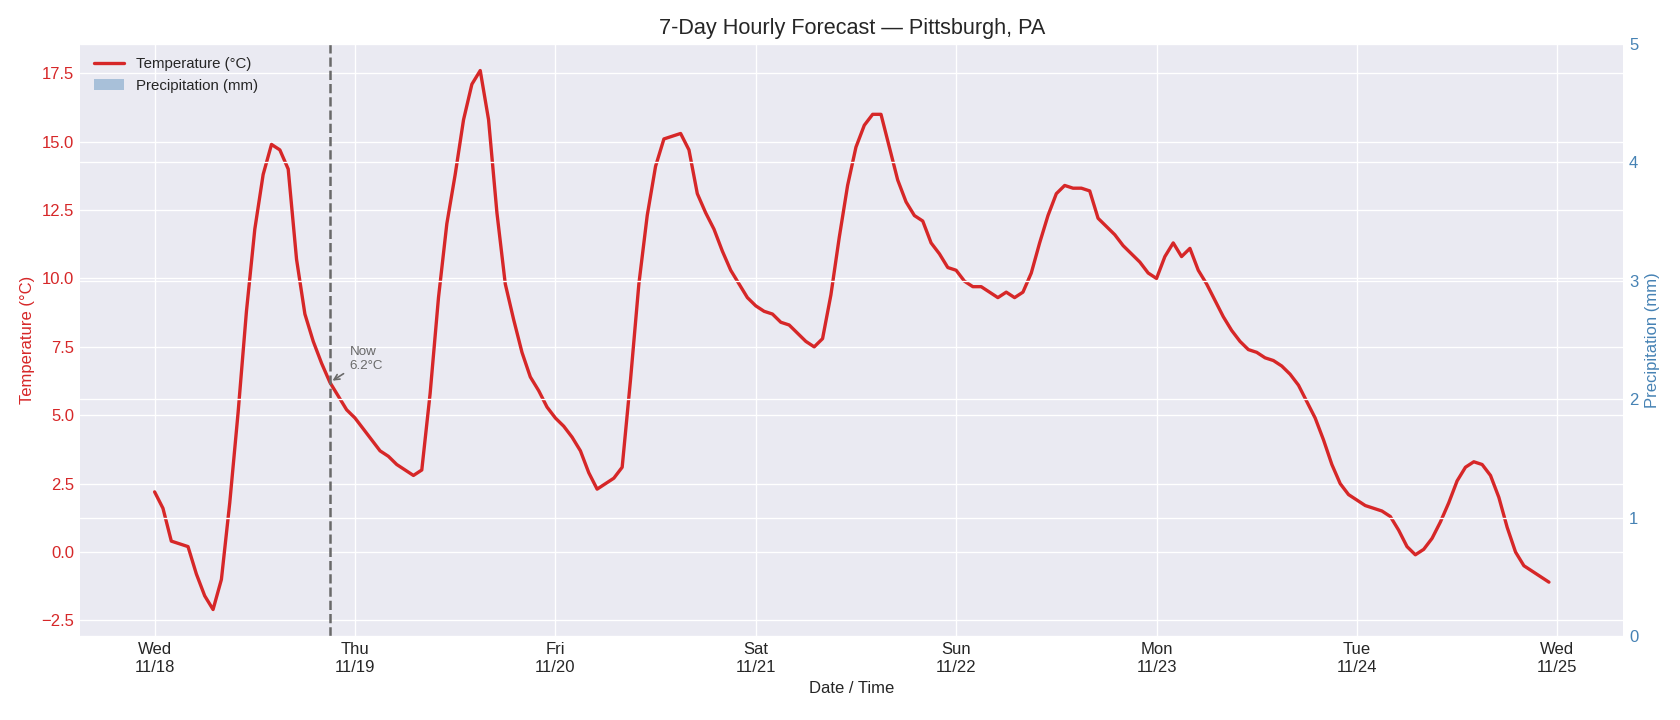 7-Day Hourly Forecast — Pittsburgh, PA
Temperature (°C)
Precipitation (mm)
Temperature (°C)
17.5
15.0
12.5
10.0
7.5
5.0
2.5
0.0
−2.5
Now
6.2°C
5
4
3
2
1
0
Precipitation (mm)
Wed
11/18
Thu
11/19
Fri
11/20
Sat
11/21
Sun
11/22
Mon
11/23
Tue
11/24
Wed
11/25
Date / Time